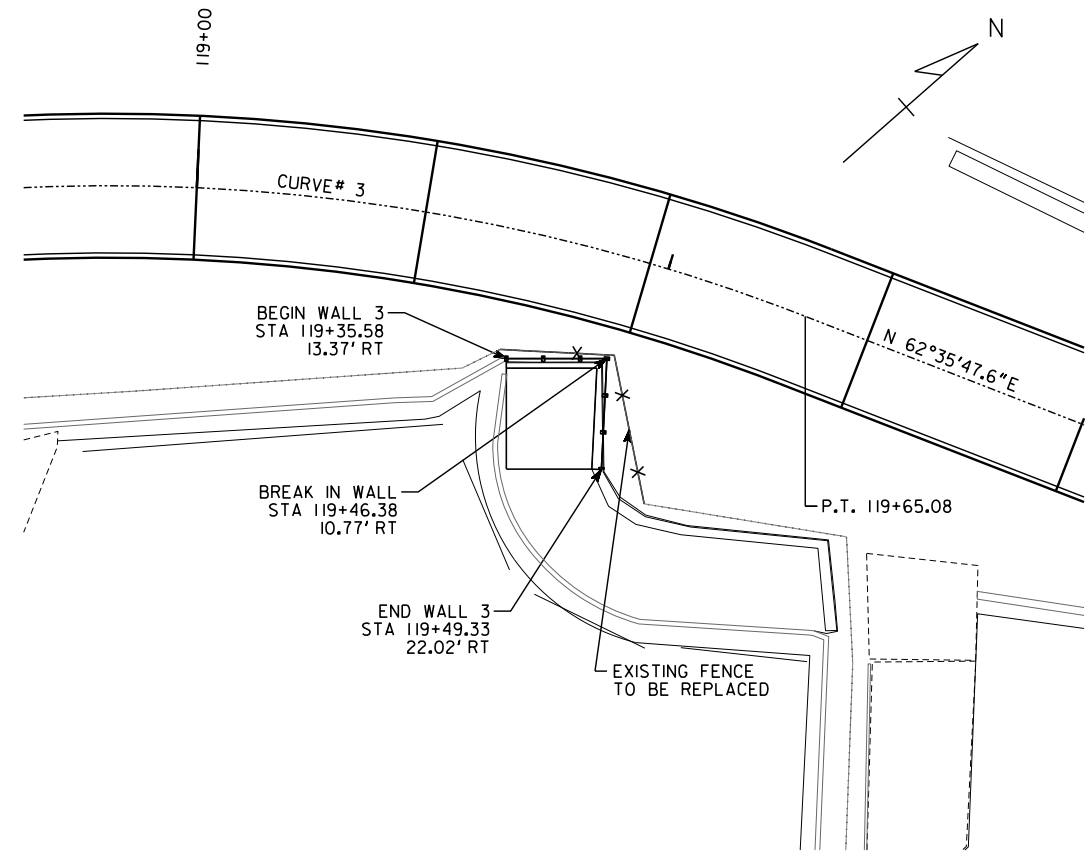 119+00
N
CURVE# 3
BEGIN WALL 3
STA 119+35.58
13.37' RT
N 62°35'47.6"E
BREAK IN WALL
STA 119+46.38
10.77' RT
P.T. 119+65.08
END WALL 3
STA 119+49.33
22.02' RT
EXISTING FENCE
TO BE REPLACED